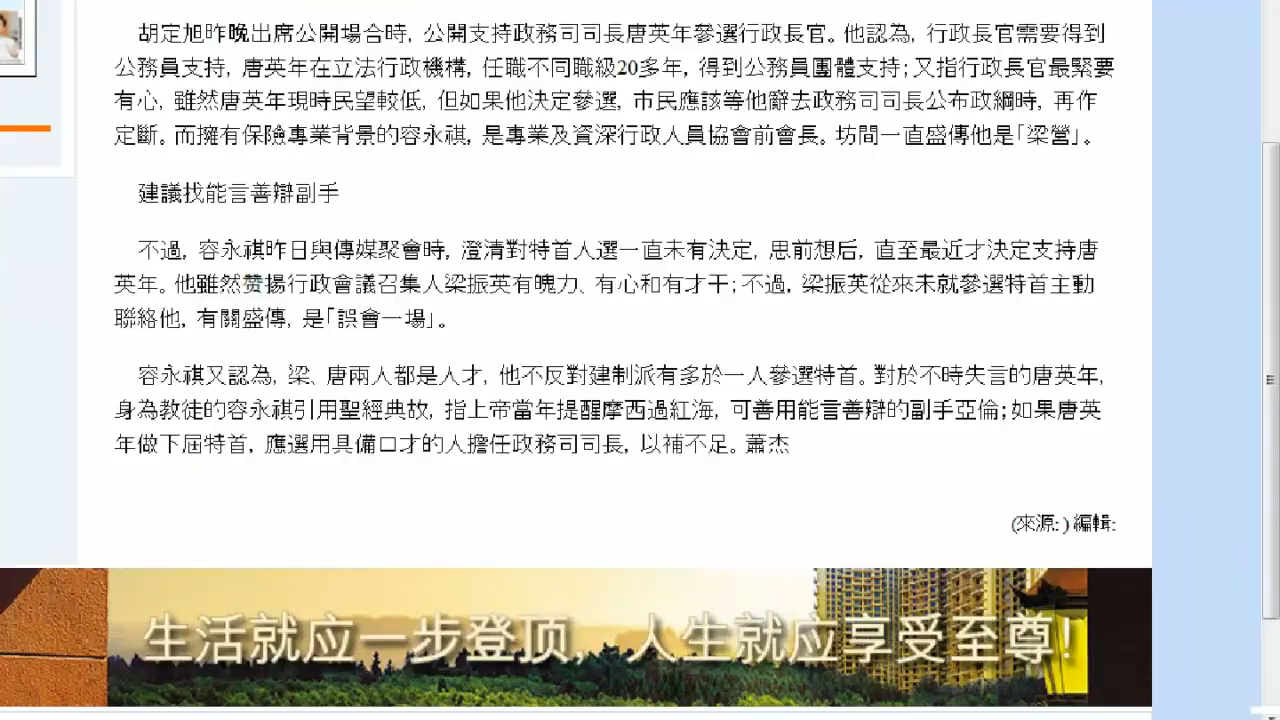 胡定旭昨晚出席公開場合時, 公開支持政務司司長唐英年參選行政長官。他認為, 行政長官需要得到
公務員支持, 唐英年在立法行政機構, 任職不同職級20多年, 得到公務員團體支持; 又指行政長官最緊要
有心, 雖然唐英年現時民望較低, 但如果他決定參選, 市民應該等他辭去政務司司長公布政綱時, 再作
定斷。而擁有保險專業背景的容永祺, 是專業及資深行政人員協會前會長。坊間一直盛傳他是「梁營」。
建議找能言善辯副手
不過, 容永祺昨日與傳媒聚會時, 澄清對特首人選一直未有決定, 思前想后, 直至最近才決定支持唐
英年。他雖然赞揚行政會議召集人梁振英有魄力、有心和有才干; 不過, 梁振英從來未就參選特首主動
聯絡他, 有關盛傳, 是「誤會一場」。
容永祺又認為, 梁、唐兩人都是人才, 他不反對建制派有多於一人參選特首。對於不時失言的唐英年,
身為教徒的容永祺引用聖經典故, 指上帝當年提醒摩西過紅海, 可善用能言善辯的副手亞倫; 如果唐英
年做下屆特首, 應選用具備口才的人擔任政務司司長, 以補不足。蕭杰
(來源: ) 編輯:
生活就应一步登顶，人生就应享受至尊！